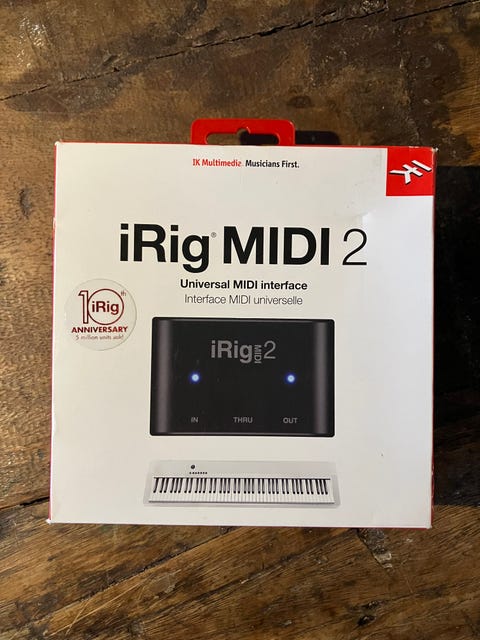 IK Multimedia. Musicians First.
IK
iRig® MIDI 2
Universal MIDI interface
Interface MIDI universelle
10th
iRig
ANNIVERSARY
5 million units sold!
iRig MIDI 2
IN THRU OUT